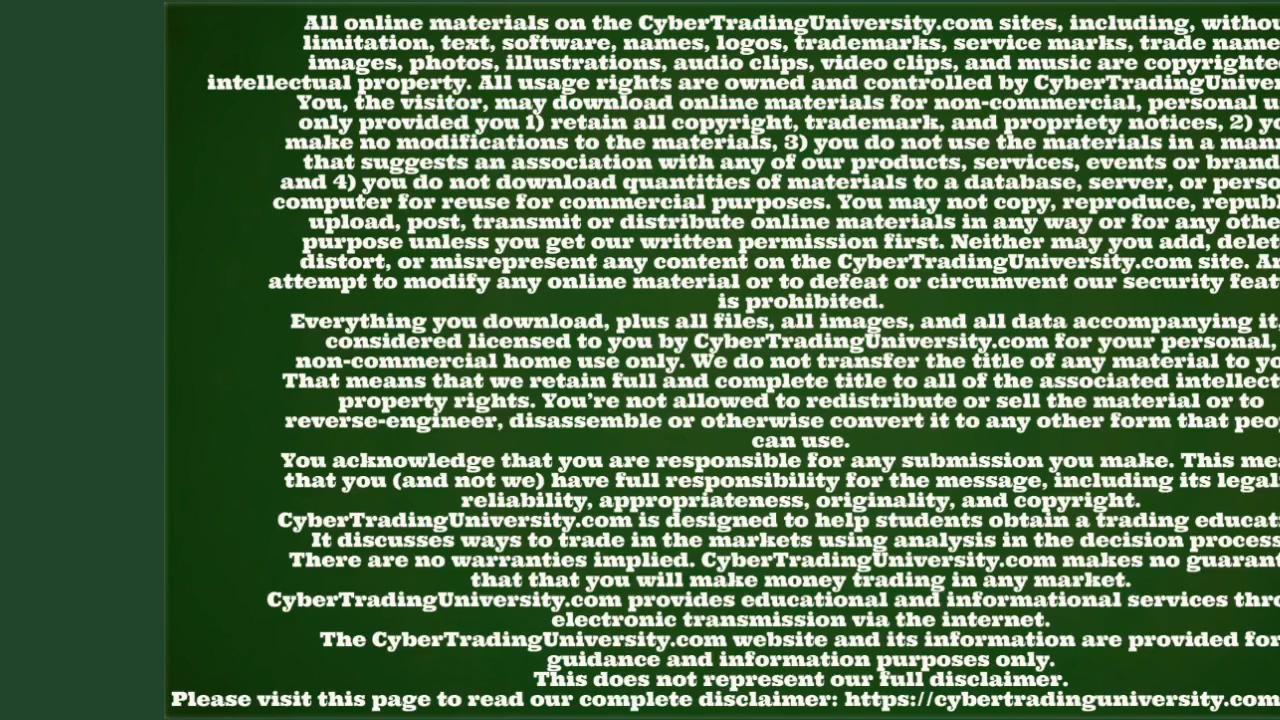 All online materials on the CyberTradingUniversity.com sites, including, withou
limitation, text, software, names, logos, trademarks, service marks, trade name
images, photos, illustrations, audio clips, video clips, and music are copyrighte
intellectual property. All usage rights are owned and controlled by CyberTradingUniver
You, the visitor, may download online materials for non-commercial, personal u
only provided you 1) retain all copyright, trademark, and propriety notices, 2) yo
make no modifications to the materials, 3) you do not use the materials in a man
that suggests an association with any of our products, services, events or brand
and 4) you do not download quantities of materials to a database, server, or perso
computer for reuse for commercial purposes. You may not copy, reproduce, republ
upload, post, transmit or distribute online materials in any way or for any othe
purpose unless you get our written permission first. Neither may you add, delet
distort, or misrepresent any content on the CyberTradingUniversity.com site. An
attempt to modify any online material or to defeat or circumvent our security feat
is prohibited.
Everything you download, plus all files, all images, and all data accompanying it
considered licensed to you by CyberTradingUniversity.com for your personal,
non-commercial home use only. We do not transfer the title of any material to yo
That means that we retain full and complete title to all of the associated intellect
property rights. You're not allowed to redistribute or sell the material or to
reverse-engineer, disassemble or otherwise convert it to any other form that peo
can use.
You acknowledge that you are responsible for any submission you make. This me
that you (and not we) have full responsibility for the message, including its legal
reliability, appropriateness, originality, and copyright.
CyberTradingUniversity.com is designed to help students obtain a trading educat
It discusses ways to trade in the markets using analysis in the decision process
There are no warranties implied. CyberTradingUniversity.com makes no guarant
that that you will make money trading in any market.
CyberTradingUniversity.com provides educational and informational services thro
electronic transmission via the internet.
The CyberTradingUniversity.com website and its information are provided for
guidance and information purposes only.
This does not represent our full disclaimer.
Please visit this page to read our complete disclaimer: https://cybertradinguniversity.com